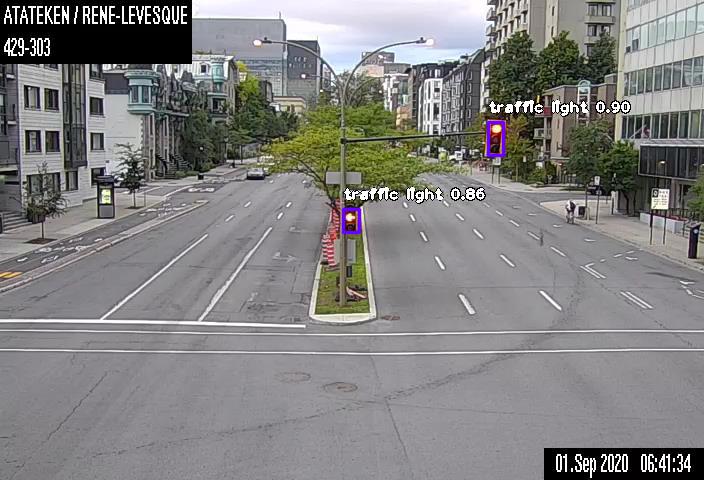 ATATEKEN / RENE-LEVESQUE
429-303
traffic light 0.90
traffic light 0.86
01.Sep 2020 06:41:34